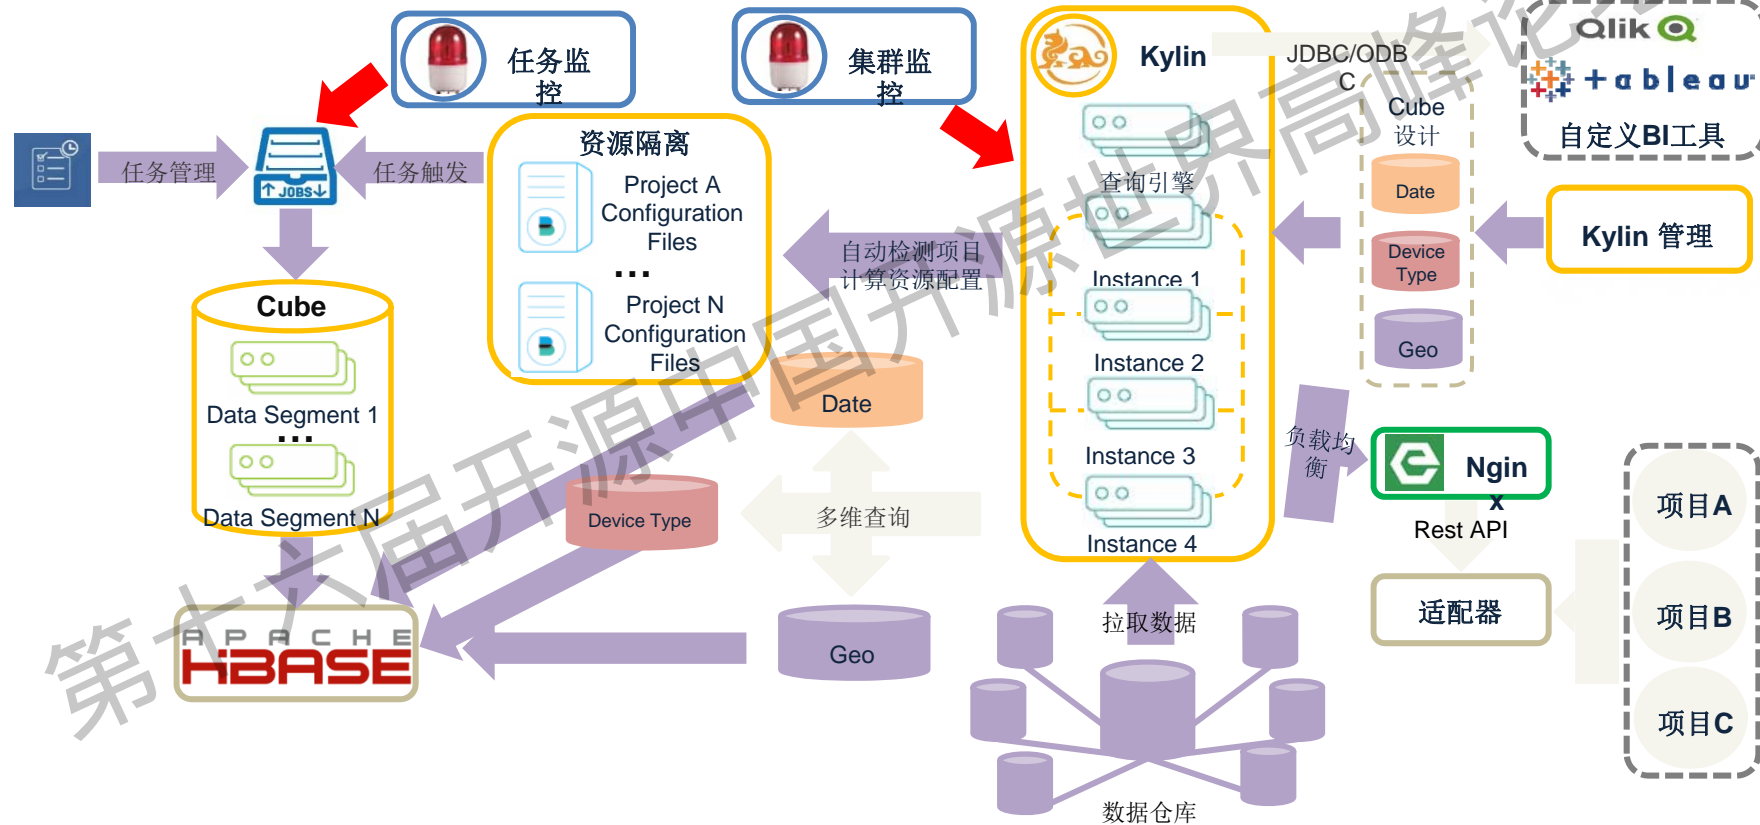 任务监
控
集群监
控
Kylin
JDBC/ODB
C
Qlik
+ableau
自定义BI工具
任务管理
JOBS
任务触发
资源隔离
Project A
Configuration
Files
...
Project N
Configuration
Files
自动检测项目
计算资源配置
查询引擎
Instance 1
Instance 2
Instance 3
Instance 4
Cube
设计
Date
Device
Type
Geo
Kylin 管理
Cube
Data Segment 1
...
Data Segment N
Date
Device Type
多维查询
Geo
负载均
衡
Ngin
x
Rest API
适配器
项目A
项目B
项目C
APACHE
HBASE
拉取数据
数据仓库
第十六届开源中国开源世界高峰论